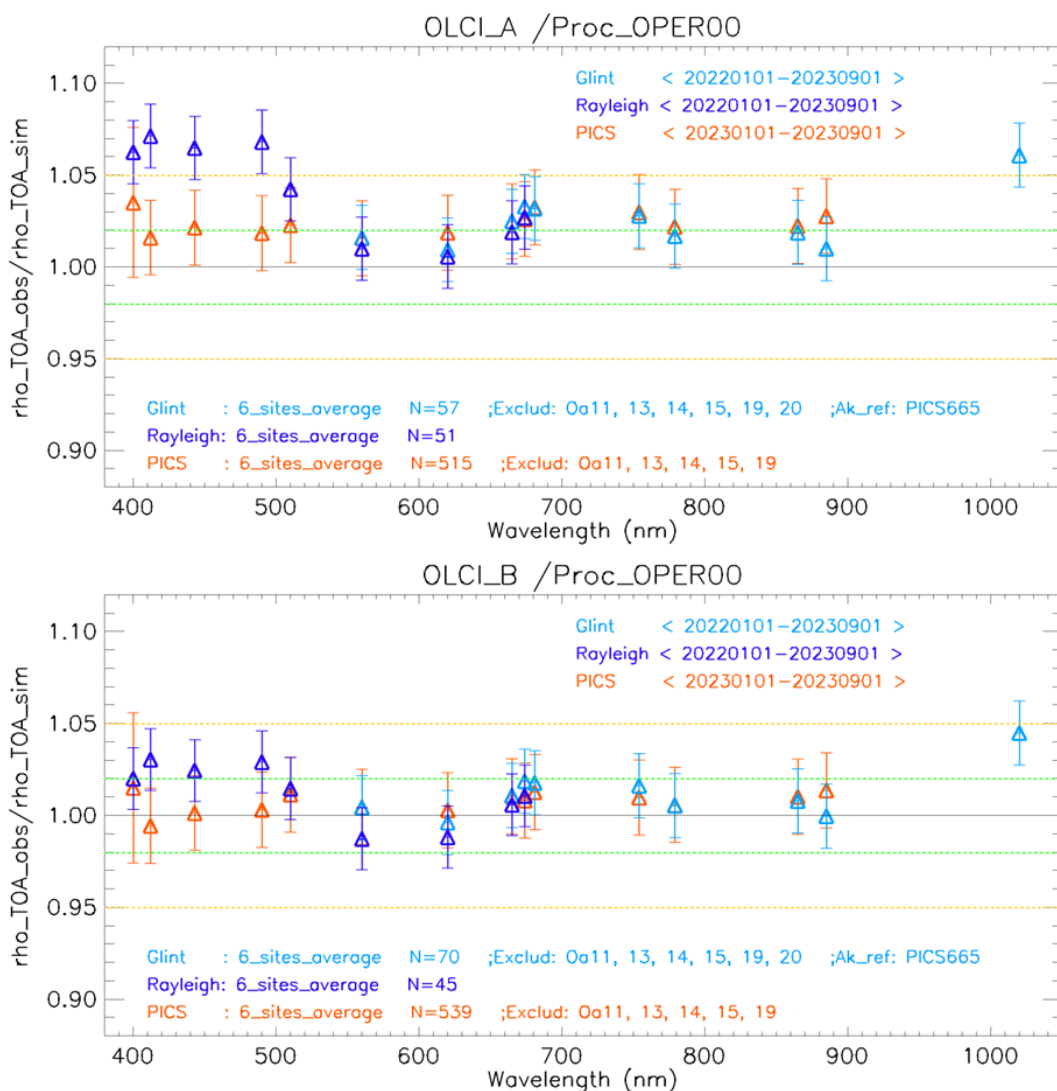 OLCI_A /Proc_OPER00
Glint < 20220101-20230901 >
Rayleigh < 20220101-20230901 >
PICS < 20230101-20230901 >
1.10
1.05
1.00
0.95
0.90
rho_TOA_obs/rho_TOA_sim
Glint : 6_sites_average N=57 ;Exclud: Oa11, 13, 14, 15, 19, 20 ;Ak_ref: PICS665
Rayleigh: 6_sites_average N=51
PICS : 6_sites_average N=515 ;Exclud: Oa11, 13, 14, 15, 19
400 500 600 700 800 900 1000
Wavelength (nm)
OLCI_B /Proc_OPER00
Glint < 20220101-20230901 >
Rayleigh < 20220101-20230901 >
PICS < 20230101-20230901 >
1.10
1.05
1.00
0.95
0.90
rho_TOA_obs/rho_TOA_sim
Glint : 6_sites_average N=70 ;Exclud: Oa11, 13, 14, 15, 19, 20 ;Ak_ref: PICS665
Rayleigh: 6_sites_average N=45
PICS : 6_sites_average N=539 ;Exclud: Oa11, 13, 14, 15, 19
400 500 600 700 800 900 1000
Wavelength (nm)